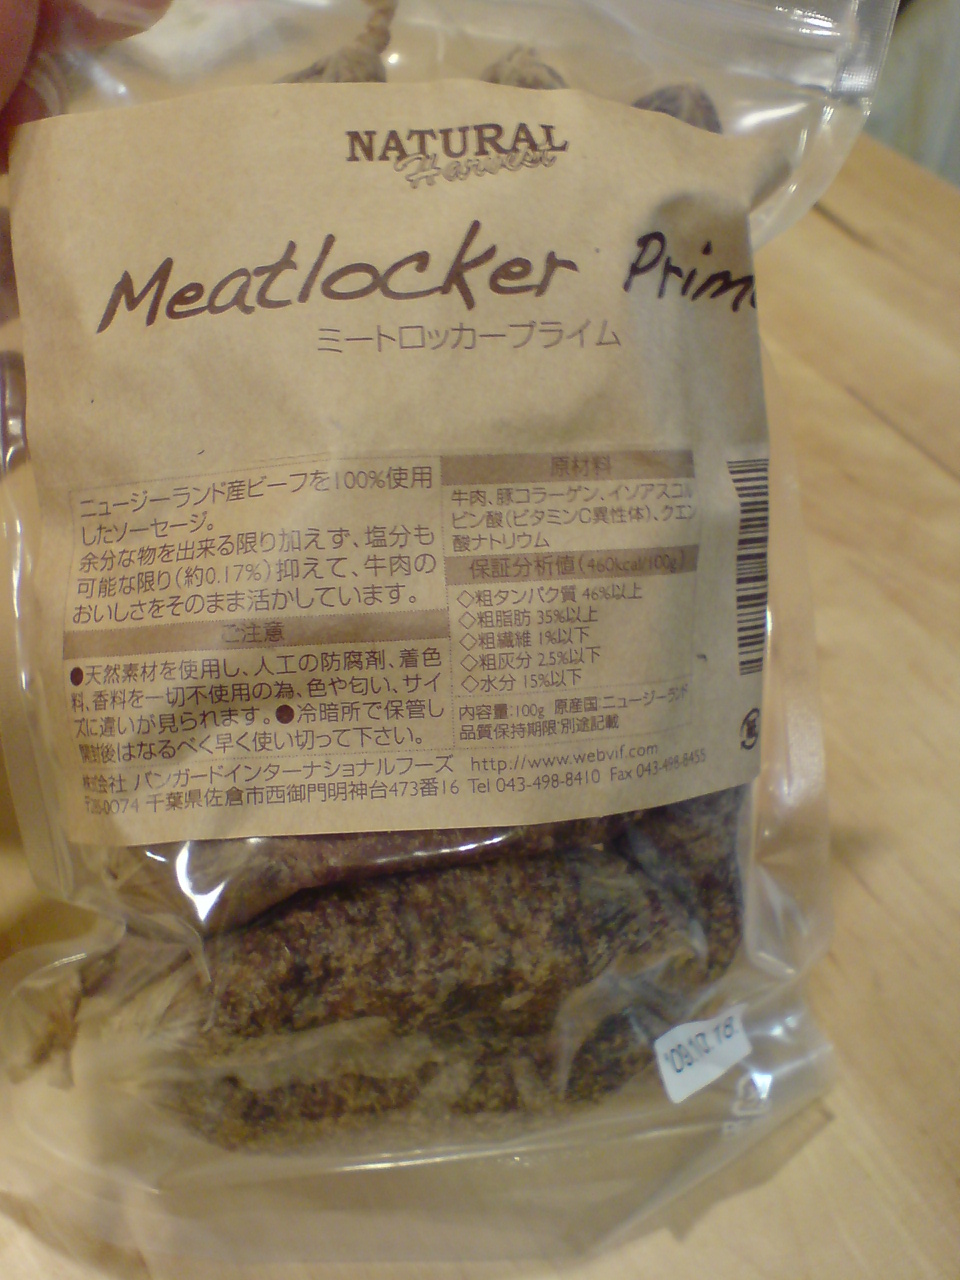 NATURAL
Harvest
Meatlocker Prim
ミートロッカープライム
ニュージーランド産ビーフを100%使用
したソーセージ。
余分な物を出来る限り加えず、塩分も
可能な限り(約0.17%)抑えて、牛肉の
おいしさをそのまま活かしています。
ご注意
●天然素材を使用し、人工の防腐剤、着色
料、香料を一切不使用の為、色や匂い、サイ
ズに違いが見られます。●冷暗所で保管し
開封後はなるべく早く使い切って下さい。
原材料
牛肉、豚コラーゲン、イソアスコル
ビン酸(ビタミンC異性体)、クエン
酸ナトリウム
保証分析値(460kcal/100g)
◇粗タンパク質 46%以上
◇粗脂肪 35%以上
◇粗繊維 1%以下
◇粗灰分 2.5%以下
◇水分 15%以下
内容量:100g 原産国:ニュージーランド
品質保持期限:別途記載
株式会社 バンガードインターナショナルフーズ http://www.webvif.com
0074 千葉県佐倉市西御門明神台473番16 Tel 043-498-8410 Fax 043-498-8455
'09.10.18